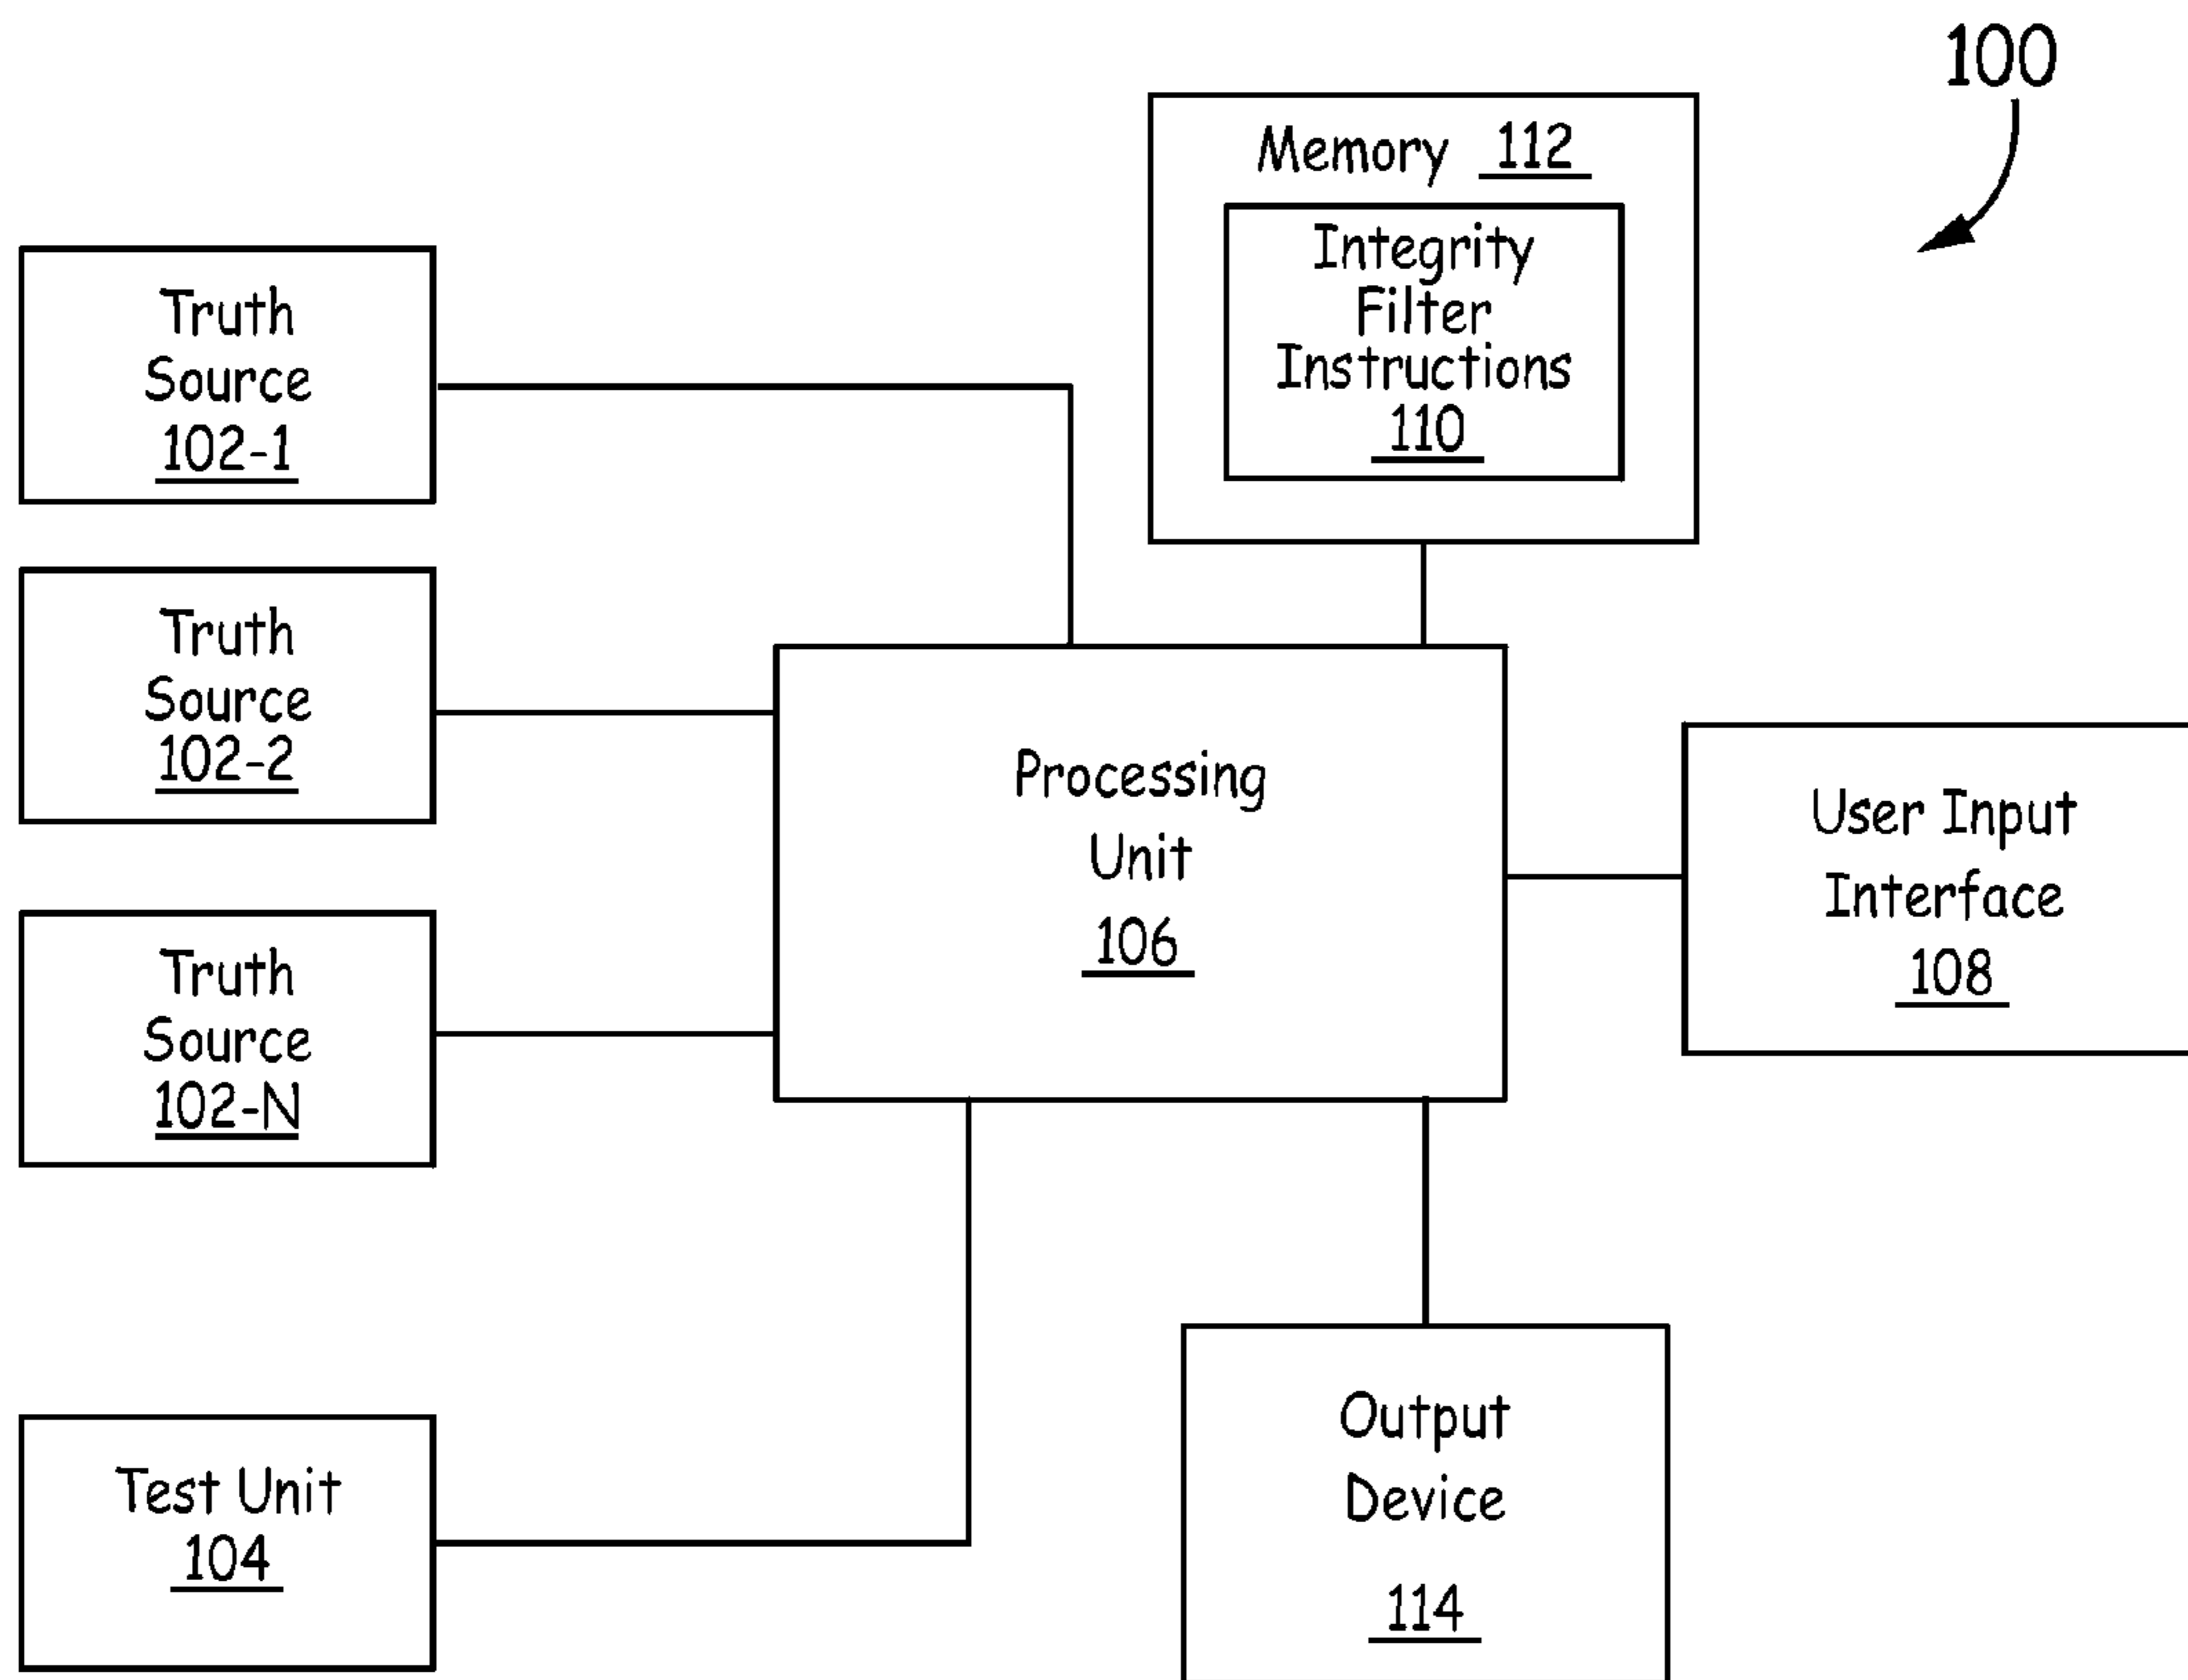 100
Memory 112
Integrity
Filter
Instructions
110
Truth
Source
102-1
Truth
Source
102-2
Truth
Source
102-N
Processing
Unit
106
User Input
Interface
108
Test Unit
104
Output
Device
114